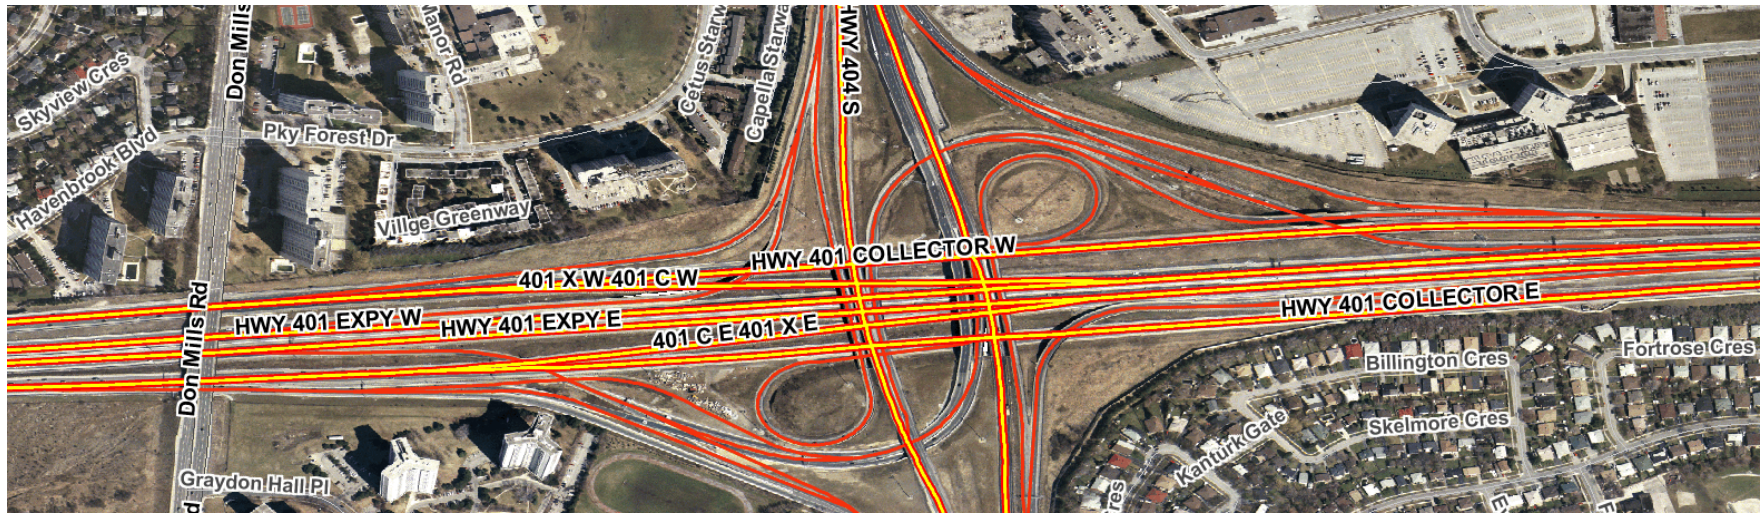 Don Mills
Manor Rd
Cetus Starw
Capella Starwa
HWY 404 S
Skyview Cres
Pky Forest Dr
Havenbrook Blvd
Villge Greenway
HWY 401 COLLECTOR W
401 X W 401 C W
Don Mills Rd
HWY 401 EXPY W
HWY 401 EXPY E
401 C E 401 X E
HWY 401 COLLECTOR E
Billington Cres
Fortrose Cres
Skelmore Cres
Kanturk Gate
Graydon Hall Pl
res
d
E
F